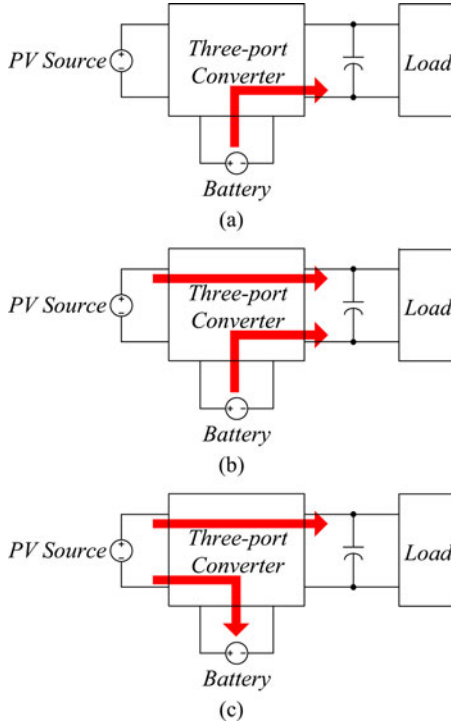 Three-port
Converter
PV Source
Load
Battery
(a)
Three-port
Converter
PV Source
Load
Battery
(b)
Three-port
Converter
PV Source
Load
Battery
(c)